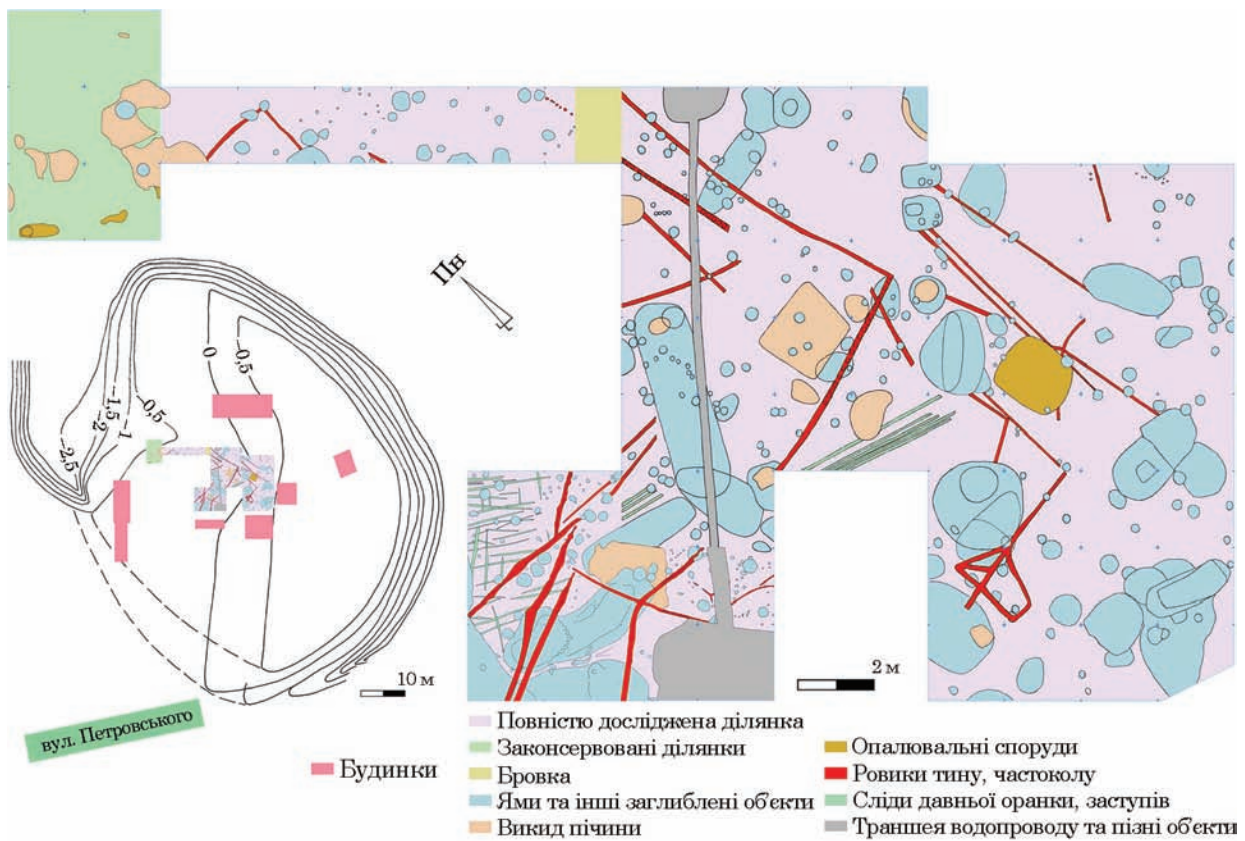 Пн
0
–0,5
–0,5
–1
–1,5
–2
–2,5
10 м
2 м
вул. Петровського
Будинки
Повністю досліджена ділянка
Законсервовані ділянки
Бровка
Ями та інші заглиблені об'єкти
Викид пічини
Опалювальні споруди
Ровики тину, частоколу
Сліди давньої оранки, заступів
Траншея водопроводу та пізні об'єкти